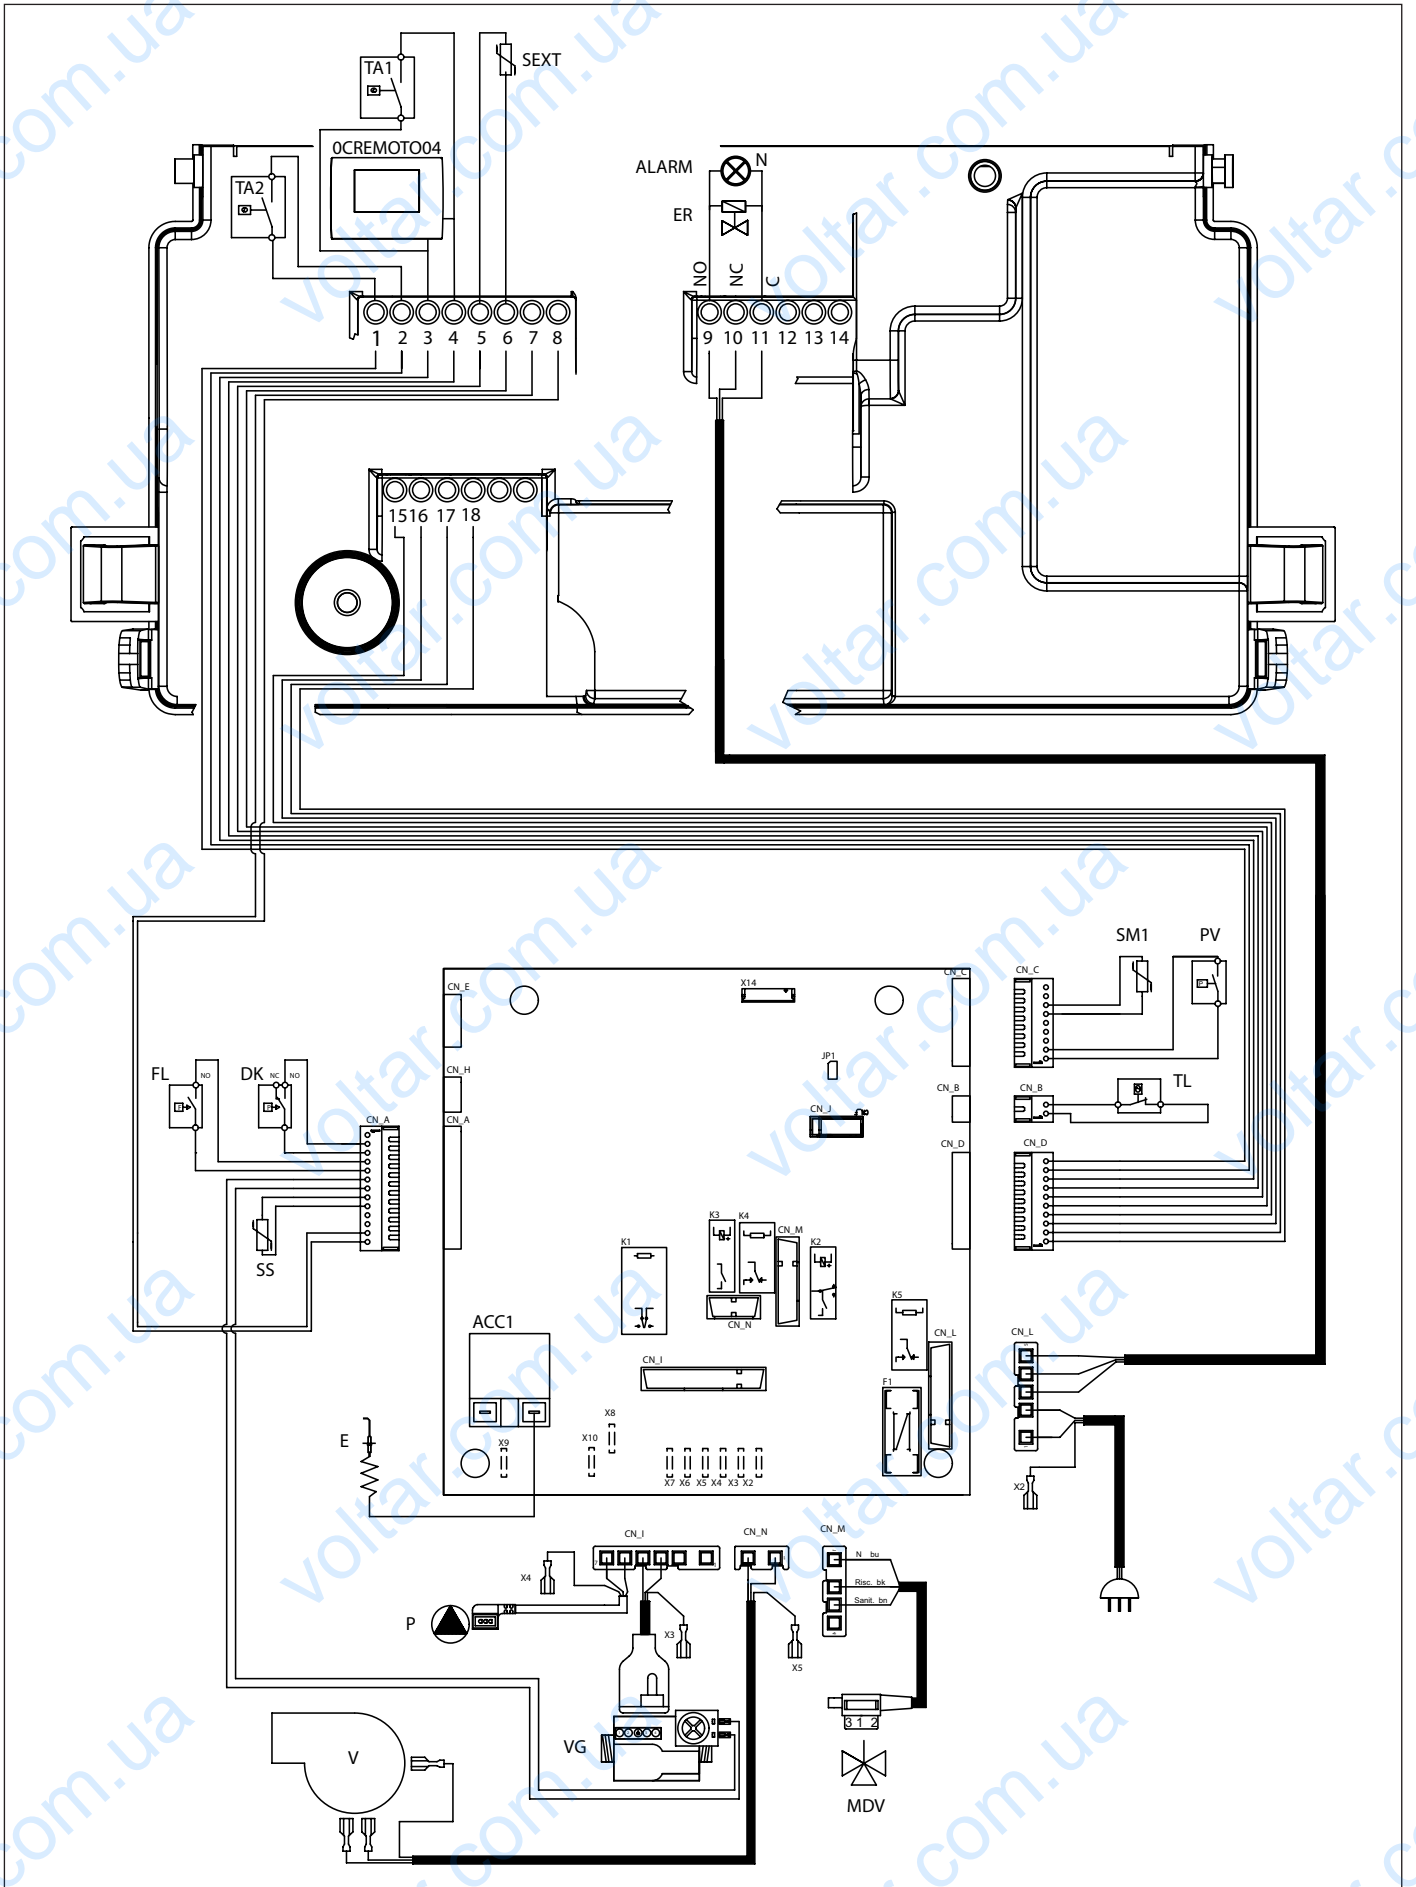 TA1
SEXT
0CREMOTO04
ALARM
N
TA2
ER
NO
NC
C
1 2 3 4 5 6 7 8
9 10 11 12 13 14
15 16 17 18
SM1
PV
CN_E
CN_C
CN_C
X14
JP1
FL
NO
DK
NC
NO
CN_H
CN_B
CN_B
TL
CN_A
CN_A
CN_J
CN_D
CN_D
K3
K4
CN_M
K1
K2
SS
K5
ACC1
CN_N
CN_L
CN_L
CN_I
F1
X8
E
X9
X10
X7 X6 X5 X4 X3 X2
X2
CN_I
CN_N
CN_M
N bu
X4
Risc. bk
Sanit. bn
P
X3
X5
3 1 2
VG
V
MDV
voltar.com.ua